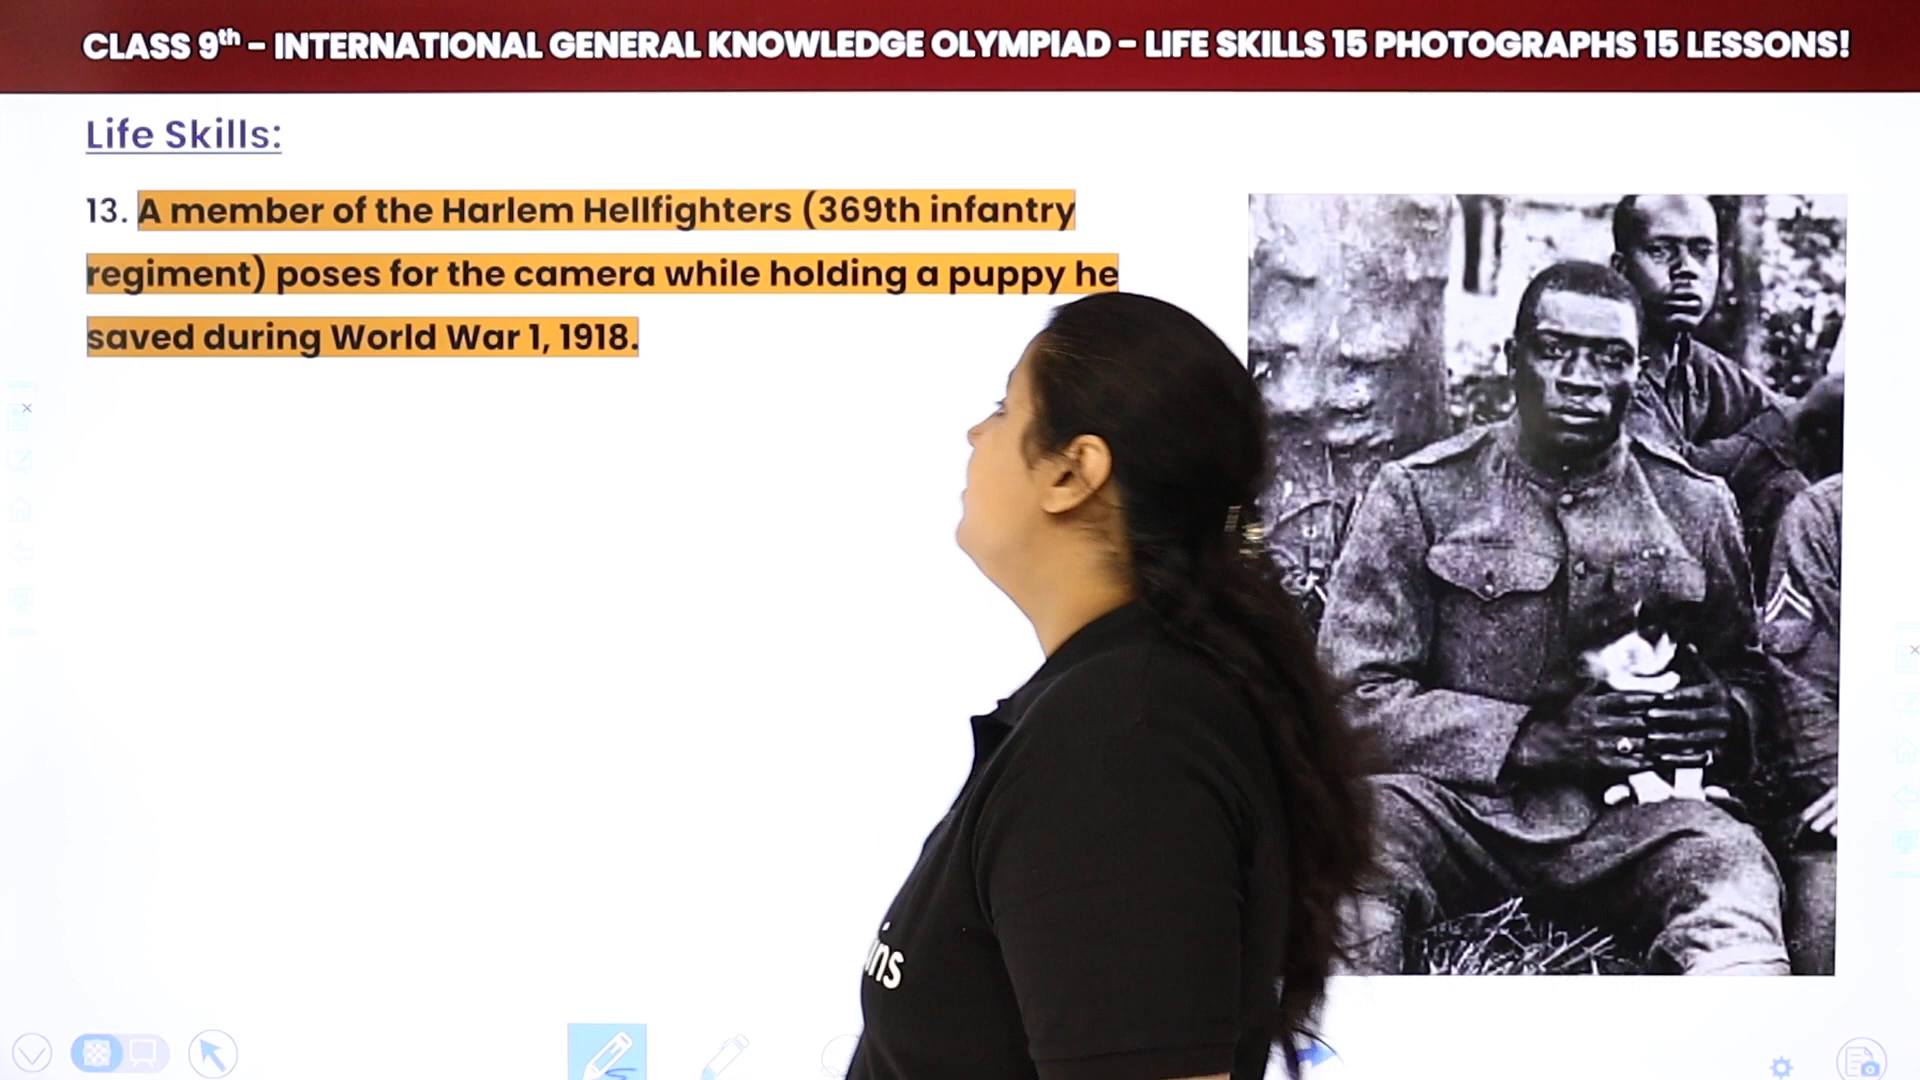 CLASS 9th – INTERNATIONAL GENERAL KNOWLEDGE OLYMPIAD – LIFE SKILLS 15 PHOTOGRAPHS 15 LESSONS!
Life Skills:
13. A member of the Harlem Hellfighters (369th infantry
regiment) poses for the camera while holding a puppy he
saved during World War 1, 1918.